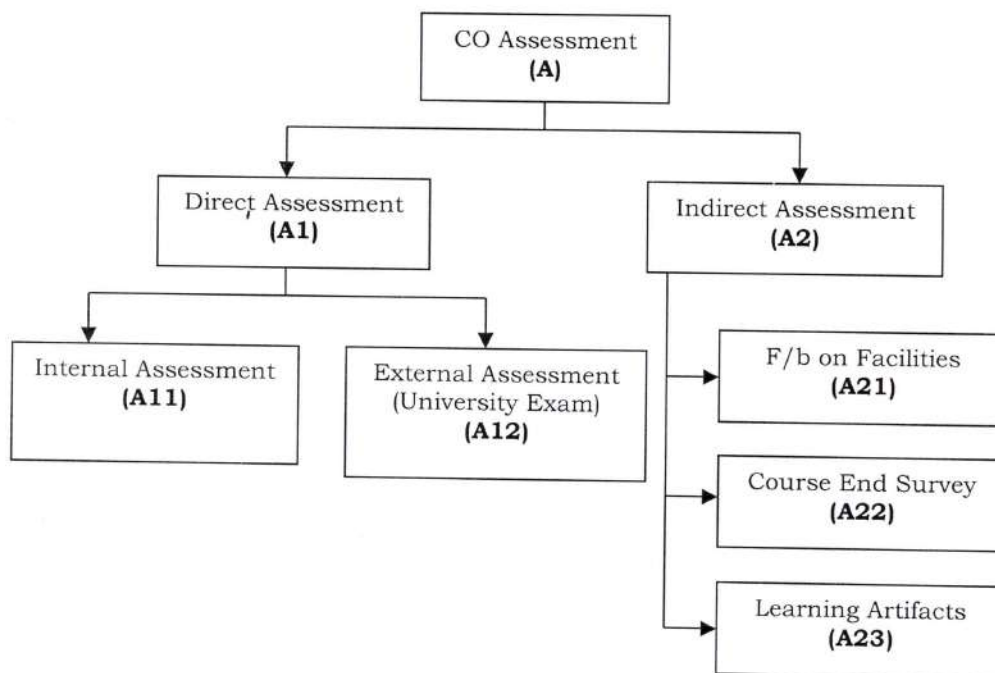 CO Assessment
(A)
Direct Assessment
(A1)
Indirect Assessment
(A2)
Internal Assessment
(A11)
External Assessment
(University Exam)
(A12)
F/b on Facilities
(A21)
Course End Survey
(A22)
Learning Artifacts
(A23)